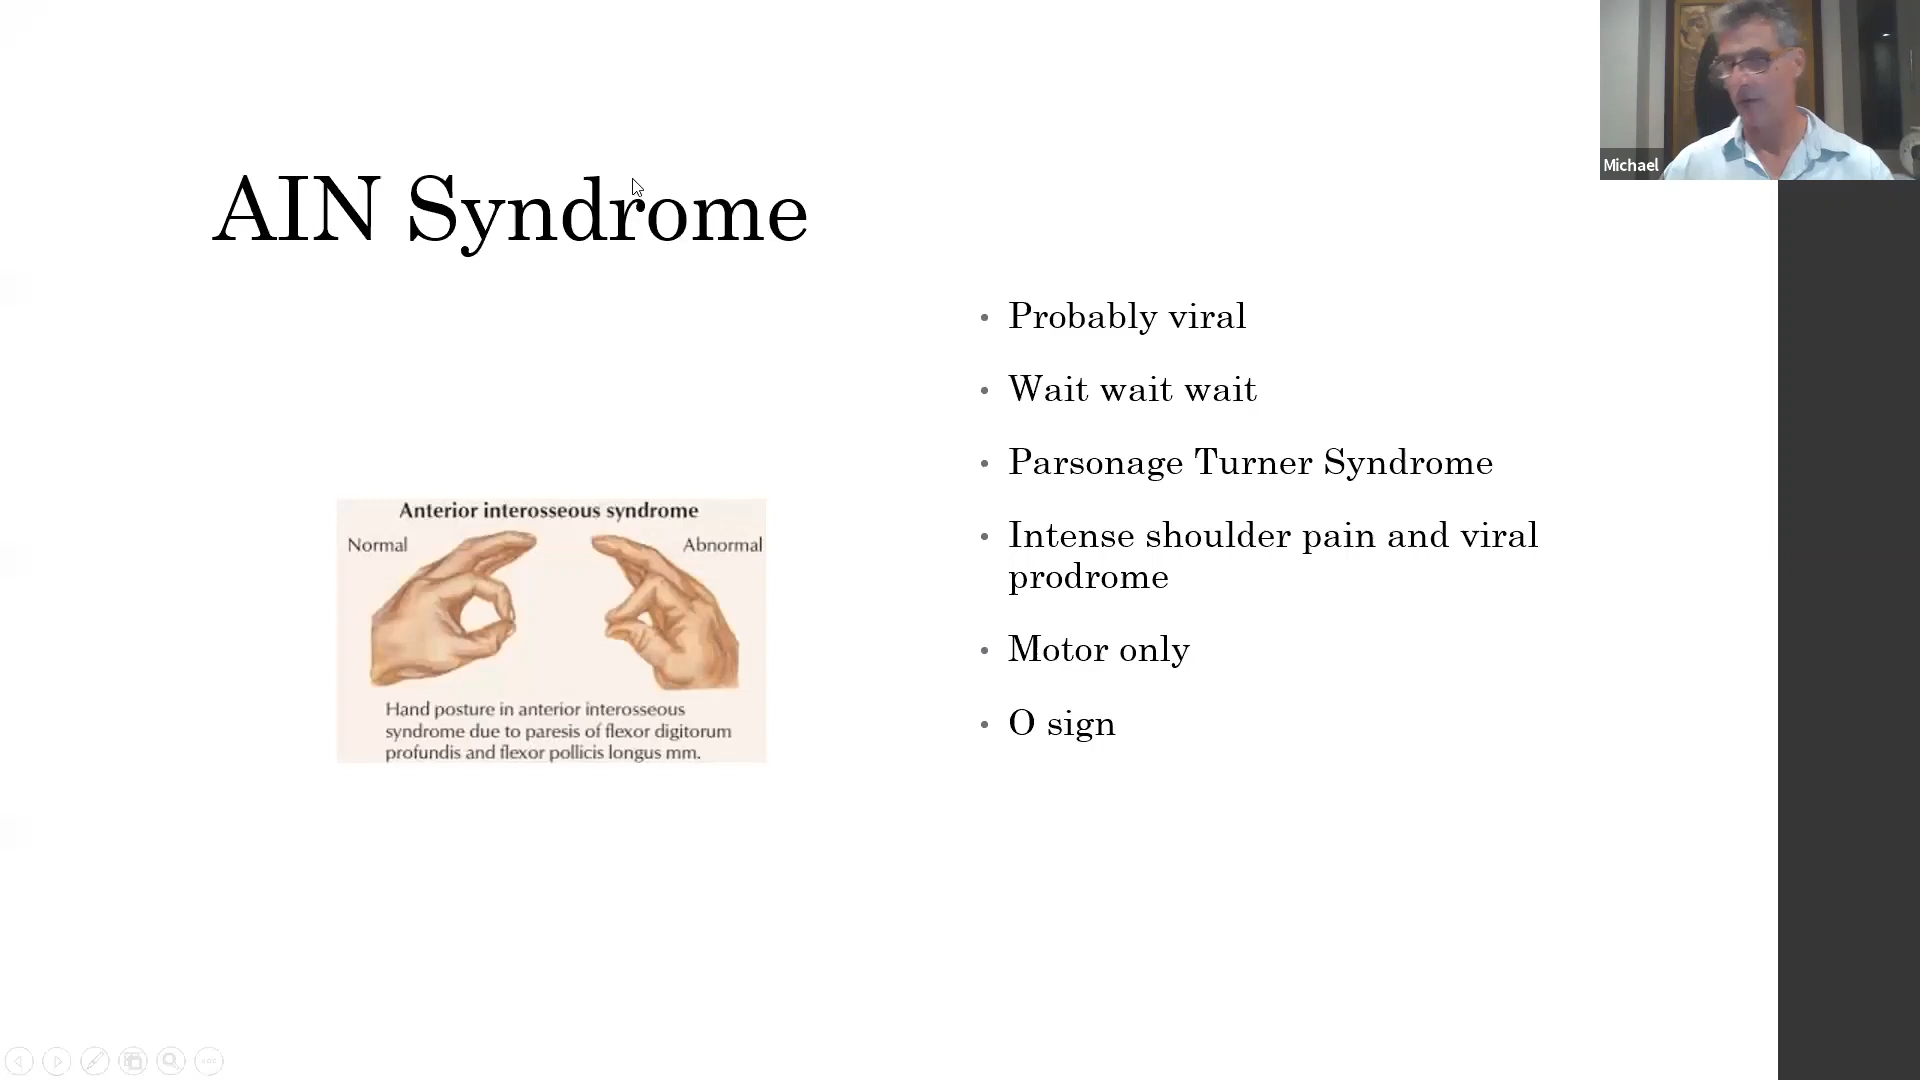 Michael
AIN Syndrome
• Probably viral
• Wait wait wait
• Parsonage Turner Syndrome
• Intense shoulder pain and viral
prodrome
• Motor only
• O sign
Anterior interosseous syndrome
Normal
Abnormal
Hand posture in anterior interosseous
syndrome due to paresis of flexor digitorum
profundis and flexor pollicis longus mm.